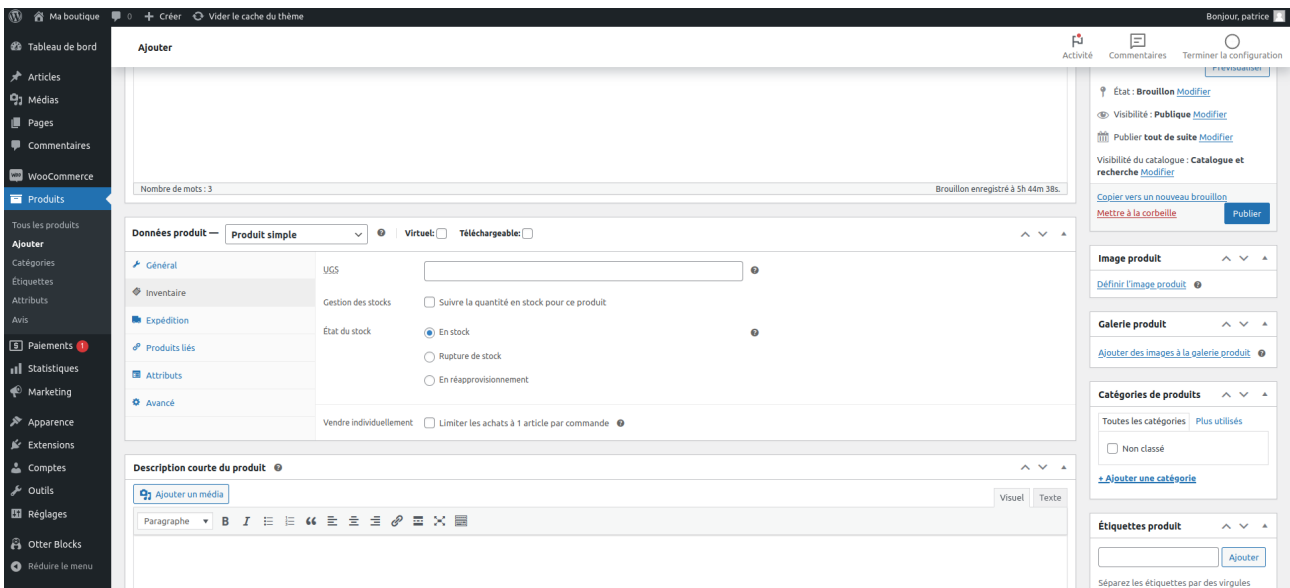 Ma boutique 0 Créer Vider le cache du thème Bonjour, patrice
Tableau de bord
Articles
Médias
Pages
Commentaires
WooCommerce
Produits
Tous les produits
Ajouter
Catégories
Étiquettes
Attributs
Avis
Paiements 1
Statistiques
Marketing
Apparence
Extensions
Comptes
Outils
Réglages
Otter Blocks
Réduire le menu
Ajouter
Activité Commentaires Terminer la configuration
Nombre de mots : 3 Brouillon enregistré à 5h 44m 38s.
Données produit — Produit simple Virtuel: Téléchargeable:
Général
Inventaire
Expédition
Produits liés
Attributs
Avancé
UGS
Gestion des stocks Suivre la quantité en stock pour ce produit
État du stock En stock
Rupture de stock
En réapprovisionnement
Vendre individuellement Limiter les achats à 1 article par commande
Description courte du produit
Ajouter un média
Visuel Texte
Paragraphe B I
Prévisualiser
État : Brouillon Modifier
Visibilité : Publique Modifier
Publier tout de suite Modifier
Visibilité du catalogue : Catalogue et
recherche Modifier
Copier vers un nouveau brouillon
Mettre à la corbeille Publier
Image produit
Définir l'image produit
Galerie produit
Ajouter des images à la galerie produit
Catégories de produits
Toutes les catégories Plus utilisés
Non classé
+ Ajouter une catégorie
Étiquettes produit
Ajouter
Séparez les étiquettes par des virgules